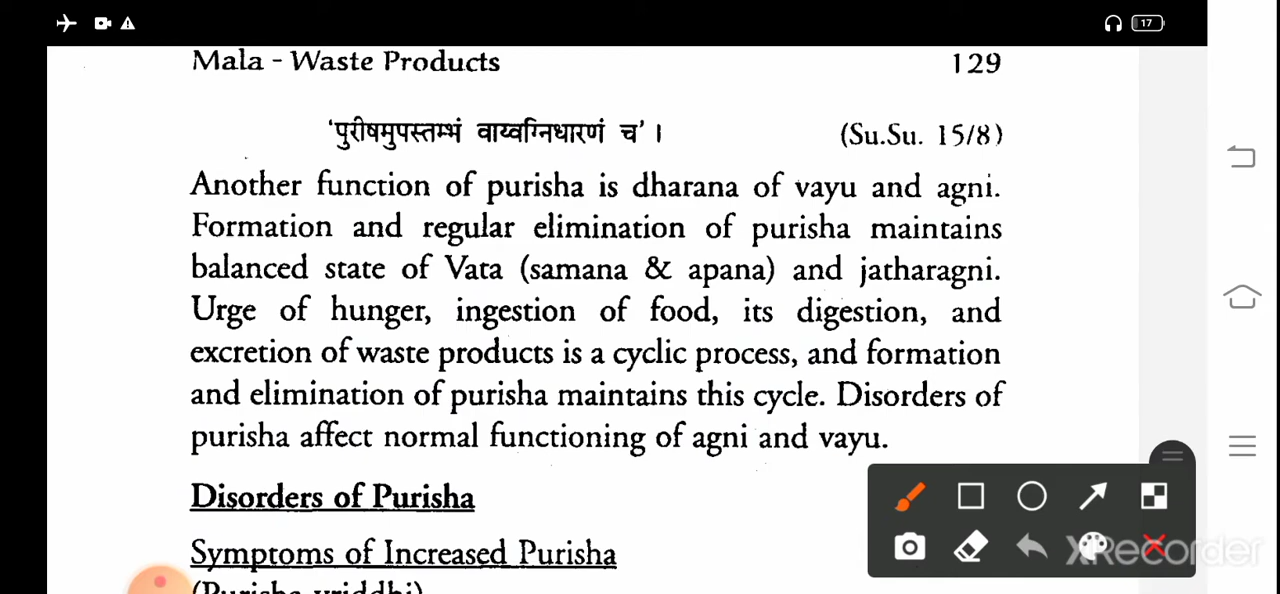 17
Mala - Waste Products 129
'पुरीषमुपस्तम्भं वाय्वग्निधारणं च' । (Su.Su. 15/8)
Another function of purisha is dharana of vayu and agni.
Formation and regular elimination of purisha maintains
balanced state of Vata (samana & apana) and jatharagni.
Urge of hunger, ingestion of food, its digestion, and
excretion of waste products is a cyclic process, and formation
and elimination of purisha maintains this cycle. Disorders of
purisha affect normal functioning of agni and vayu.
Disorders of Purisha
XRecorder
Symptoms of Increased Purisha
(Purisha vriddhi)